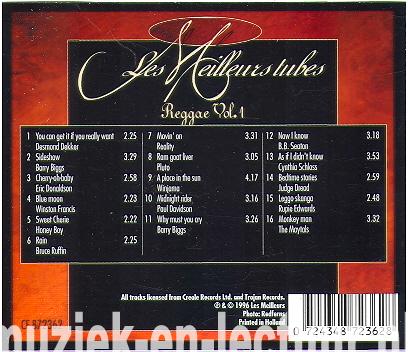 Les Meilleurs tubes
Reggae Vol.1
1 You can get it if you really want 2.25
Desmond Dekker
2 Sideshow 3.29
Barry Biggs
3 Cherry-oh-baby 2.58
Eric Donaldson
4 Blue moon 2.23
Winston Francis
5 Sweet Cherie 2.22
Honey Boy
6 Rain 2.25
Bruce Ruffin
7 Movin' on 3.31
Reality
8 Ram goat liver 3.05
Pluto
9 A place in the sun 4.17
Winjama
10 Midnight rider 3.16
Paul Davidson
11 Why must you cry 3.26
Barry Biggs
12 Now I know 3.18
B.B. Seaton
13 As if I didn't know 3.53
Cynthia Schloss
14 Bedtime stories 2.59
Judge Dread
15 Leggo skanga 2.48
Rupie Edwards
16 Monkey man 3.32
The Maytals
All tracks licensed from Creole Records Ltd. and Trojan Records.
℗ & © 1996 Les Meilleurs
Photo: Redferns
Printed in Holland
CE 872362
0 724348 723628